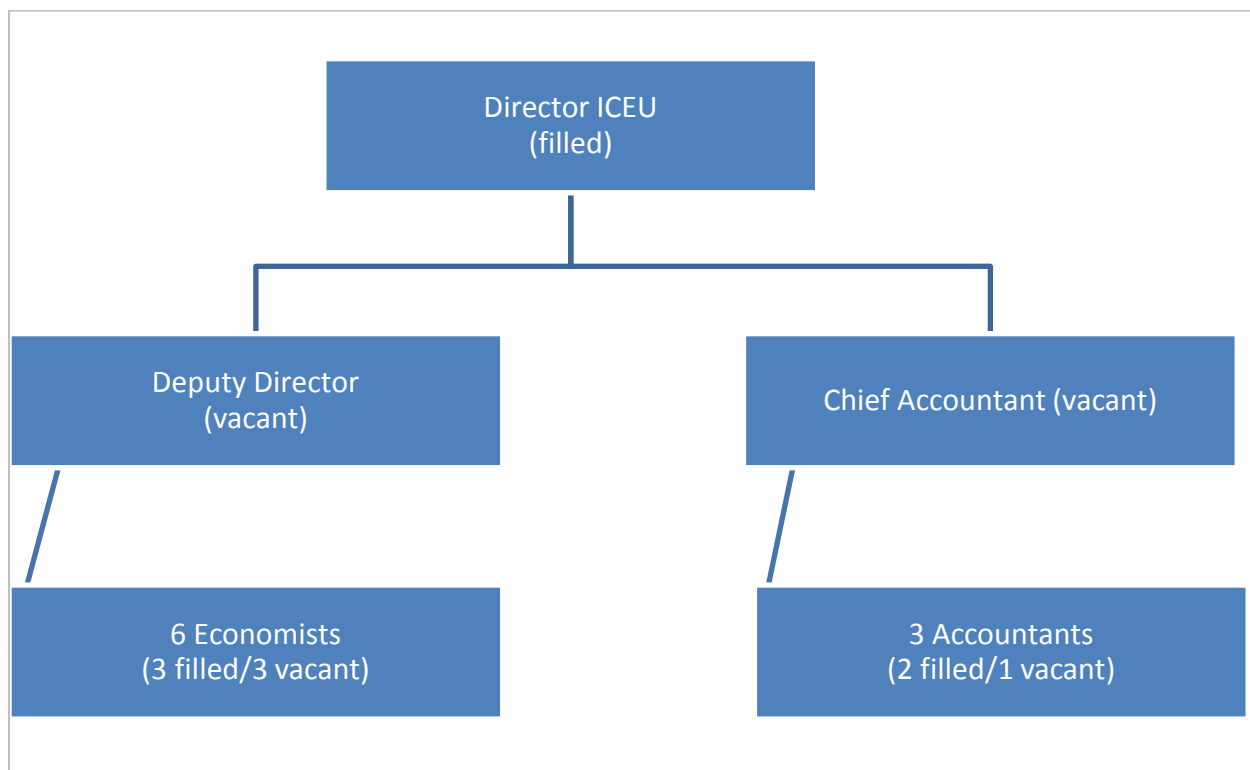 Director ICEU
(filled)
Deputy Director
(vacant)
Chief Accountant (vacant)
6 Economists
(3 filled/3 vacant)
3 Accountants
(2 filled/1 vacant)